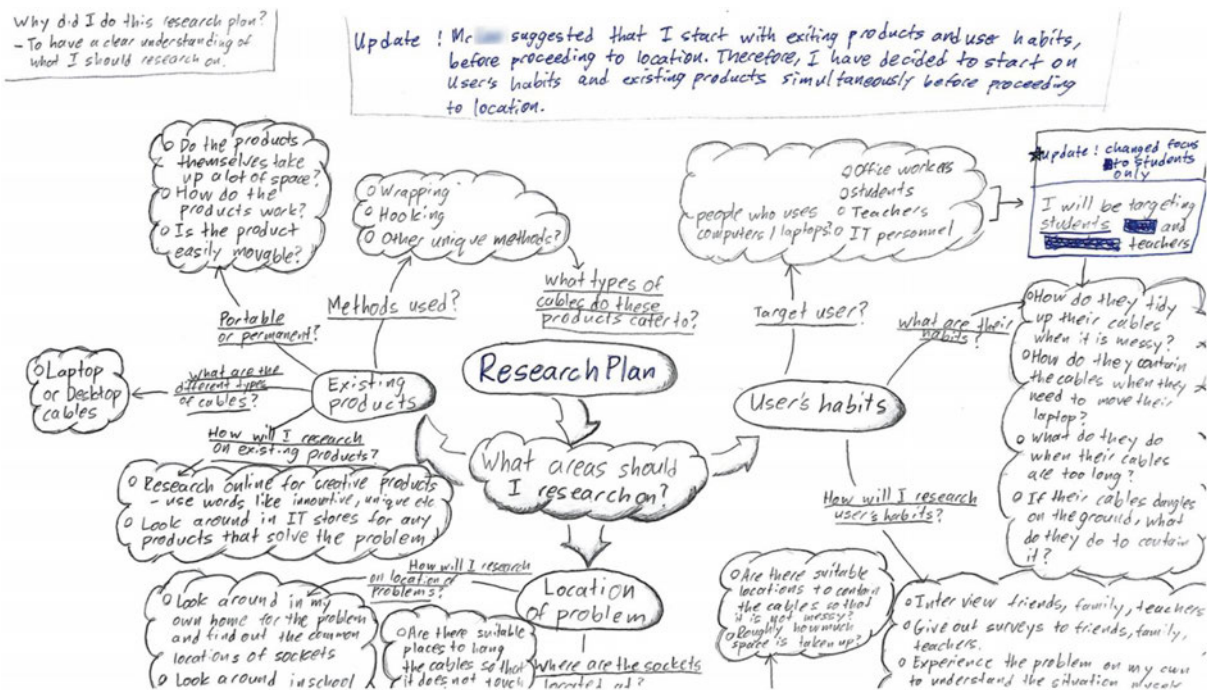 Why did I do this research plan?
- To have a clear understanding of
what I should research on.
Update ! Mr suggested that I start with exiting products and user habits,
before proceeding to location. Therefore, I have decided to start on
User's habits and existing products simultaneously before proceeding
to location.
Do the products
themselves take
up a lot of space?
How do the
products work?
Is the product
easily movable?
Wrapping
Hooking
Other unique methods?
people who uses
computers / laptops?
Office workers
students
Teachers
IT personnel
*update! changed focus
to students
only
I will be targeting
students and
teachers
Portable
or permanent?
Methods used?
what types of
cables do these
products cater to?
Target user?
what are their
habits?
How do they tidy
up their cables
when it is messy?
How do they contain
the cables when they
need to move their
laptop?
what do they do
when their cables
are too long?
If their cables dangles
on the ground, what
do they do to contain
it?
Laptop
or Desktop
cables
what are the
different types
of cables?
Existing
products
Research Plan
User's habits
How will I research
on existing products?
Research online for creative products
- use words like innovative, unique etc
Look around in IT stores for any
products that solve the problem
What areas should
I research on?
How will I research
user's habits?
How will I research
on location of
problems?
Location
of problem
Look around in my
own home for the problem
and find out the common
locations of sockets
Look around in school
Are there suitable
places to hang
the cables so that
it does not touch
Where are the sockets
located at?
Are there suitable
locations to contain
the cables so that
it is not messy?
Roughly how much
space is taken up?
Interview friends, family, teachers
Give out surveys to friends, family,
teachers.
Experience the problem on my own
to understand the situation myself